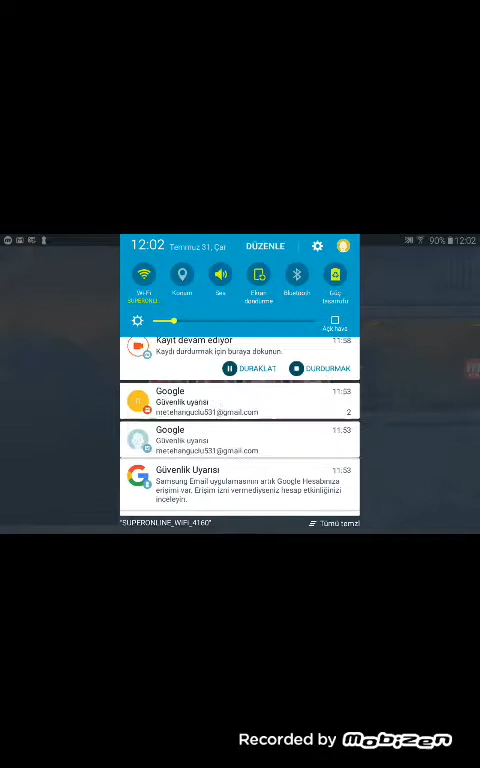 90% 12:02
12:02 Temmuz 31, Çar DÜZENLE
Wi-Fi Konum Ses Ekran döndürme Bluetooth Güç tasarrufu
Açık hava
Kayıt devam ediyor 11:58
Kaydı durdurmak için buraya dokunun.
DURAKLAT DURDURMAK
Google 11:53
Güvenlik uyarısı
metehanguclu531@gmail.com 2
Google 11:53
Güvenlik uyarısı
metehanguclu531@gmail.com
Güvenlik Uyarısı 11:53
Samsung Email uygulamasının artık Google Hesabınıza
erişimi var. Erişim izni vermediyseniz hesap etkinliğinizi
inceleyin.
"SUPERONLINE_WiFi_4160" Tümü temzl
Recorded by Mobizen